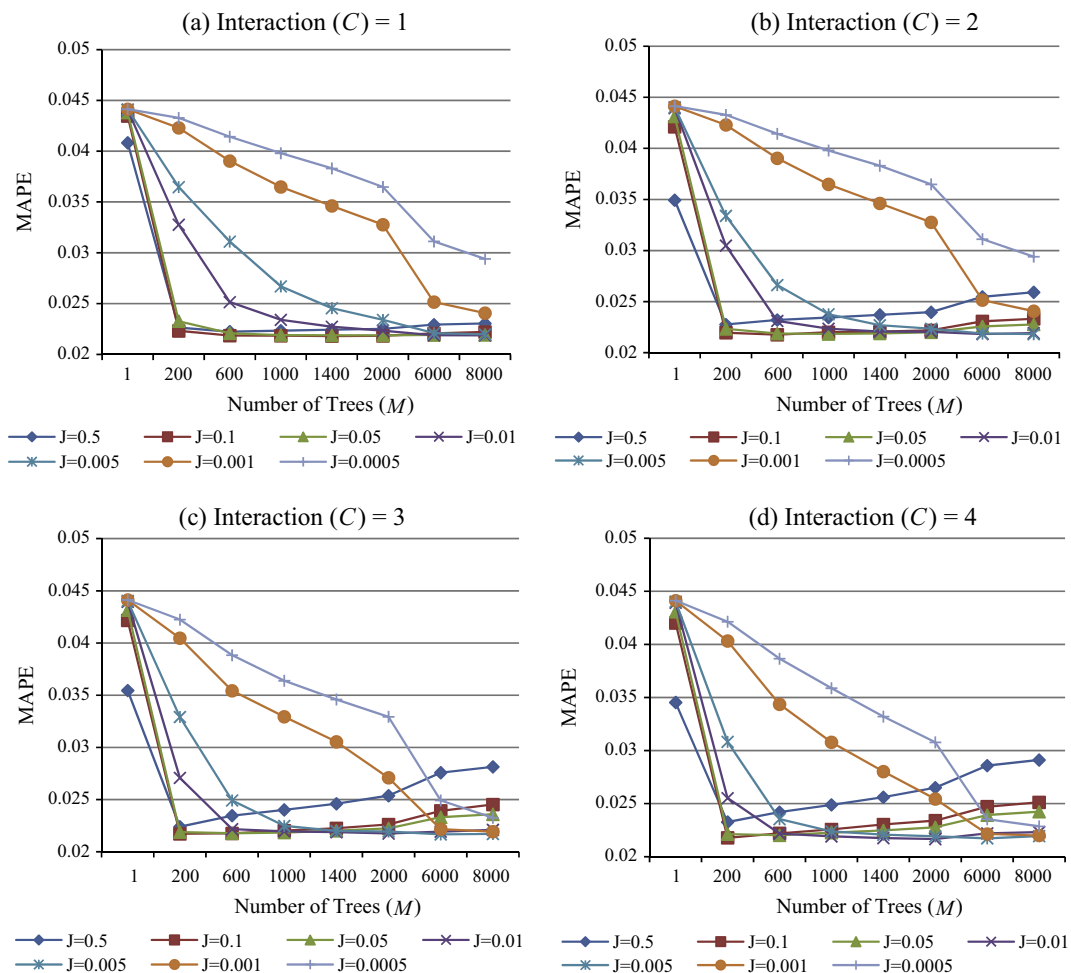 (a) Interaction (C) = 1
0.05
0.045
0.04
0.035
0.03
0.025
0.02
MAPE
1 200 600 1000 1400 2000 6000 8000
Number of Trees (M)
J=0.5 J=0.1 J=0.05 J=0.01
J=0.005 J=0.001 J=0.0005
(b) Interaction (C) = 2
0.05
0.045
0.04
0.035
0.03
0.025
0.02
MAPE
1 200 600 1000 1400 2000 6000 8000
Number of Trees (M)
J=0.5 J=0.1 J=0.05 J=0.01
J=0.005 J=0.001 J=0.0005
(c) Interaction (C) = 3
0.05
0.045
0.04
0.035
0.03
0.025
0.02
MAPE
1 200 600 1000 1400 2000 6000 8000
Number of Trees (M)
J=0.5 J=0.1 J=0.05 J=0.01
J=0.005 J=0.001 J=0.0005
(d) Interaction (C) = 4
0.05
0.045
0.04
0.035
0.03
0.025
0.02
MAPE
1 200 600 1000 1400 2000 6000 8000
Number of Trees (M)
J=0.5 J=0.1 J=0.05 J=0.01
J=0.005 J=0.001 J=0.0005